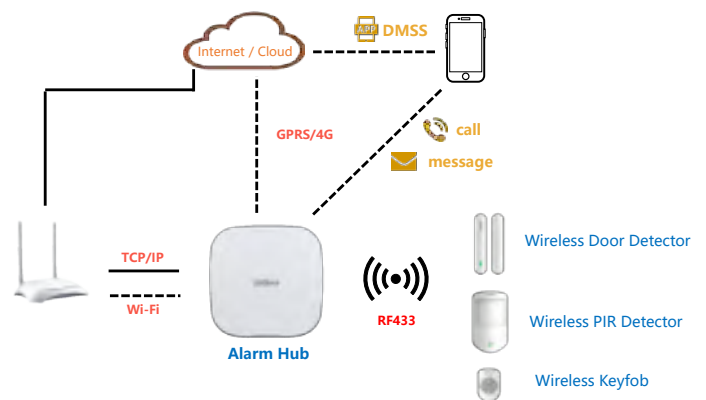 APP DMSS
Internet / Cloud
GPRS/4G
call
message
Wireless Door Detector
TCP/IP
Wi-Fi
RF433
Wireless PIR Detector
Alarm Hub
Wireless Keyfob